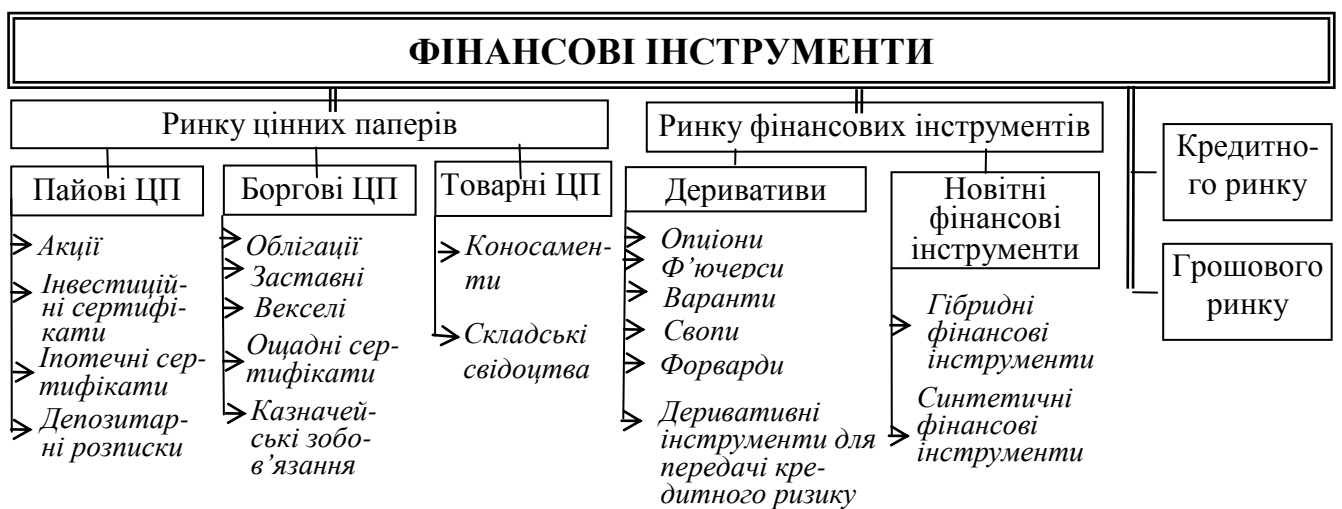 ФІНАНСОВІ ІНСТРУМЕНТИ
Ринку цінних паперів
Пайові ЦП
Акції
Інвестицій-
ні сертифі-
кати
Іпотечні сер-
тифікати
Депозитар-
ні розписки
Боргові ЦП
Облігації
Заставні
Векселі
Ощадні сер-
тифікати
Казначей-
ські зобо-
в’язання
Товарні ЦП
Коносамен-
ти
Складські
свідоцтва
Ринку фінансових інструментів
Деривативи
Опціони
Ф’ючерси
Варанти
Свопи
Форварди
Деривативні
інструменти для
передачі кре-
дитного ризику
Новітні
фінансові
інструменти
Гібридні
фінансові
інструменти
Синтетичні
фінансові
інструменти
Кредитно-
го ринку
Грошового
ринку